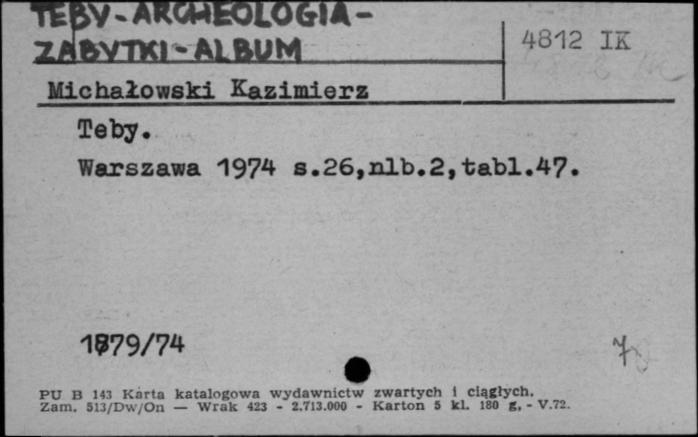 TEBY-ARCHEOLOGIA-
ZABYTKI-ALBUM
4812 IK
Michałowski Kazimierz
Teby.
Warszawa 1974 s.26,nlb.2,tabl.47.
1879/74
PU B 143 Karta katalogowa wydawnictw zwartych i ciągłych.
Zam. 513/Dw/On — Wrak 423 - 2.713.000 - Karton 5 kl. 180 g. - V.72.